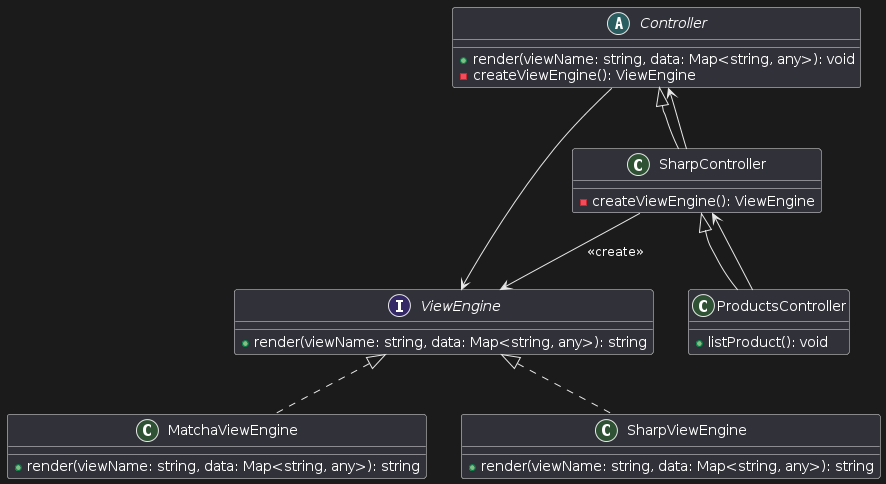 A Controller
render(viewName: string, data: Map<string, any>): void
createViewEngine(): ViewEngine
C SharpController
createViewEngine(): ViewEngine
«create»
I ViewEngine
render(viewName: string, data: Map<string, any>): string
C ProductsController
listProduct(): void
C MatchaViewEngine
render(viewName: string, data: Map<string, any>): string
C SharpViewEngine
render(viewName: string, data: Map<string, any>): string